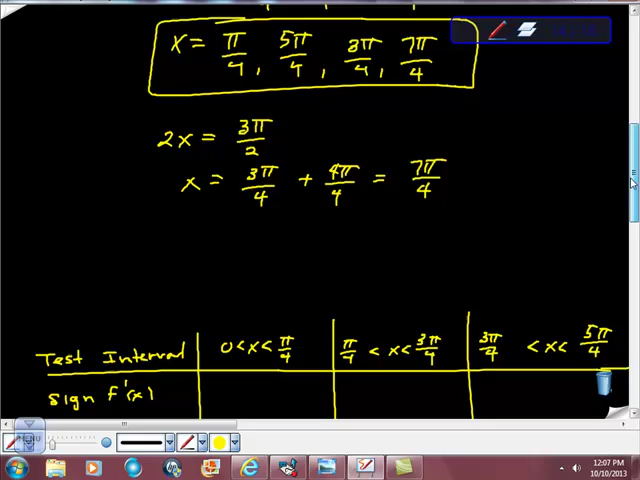 x = π/4, 5π/4, 3π/4, 7π/4
2x = 3π/2
x = 3π/4 + 4π/4 = 7π/4
Test Interval 0 < x < π/4 π/4 < x < 3π/4 3π/4 < x < 5π/4
Sign f'(x)
MENU
12:07 PM
10/10/2013